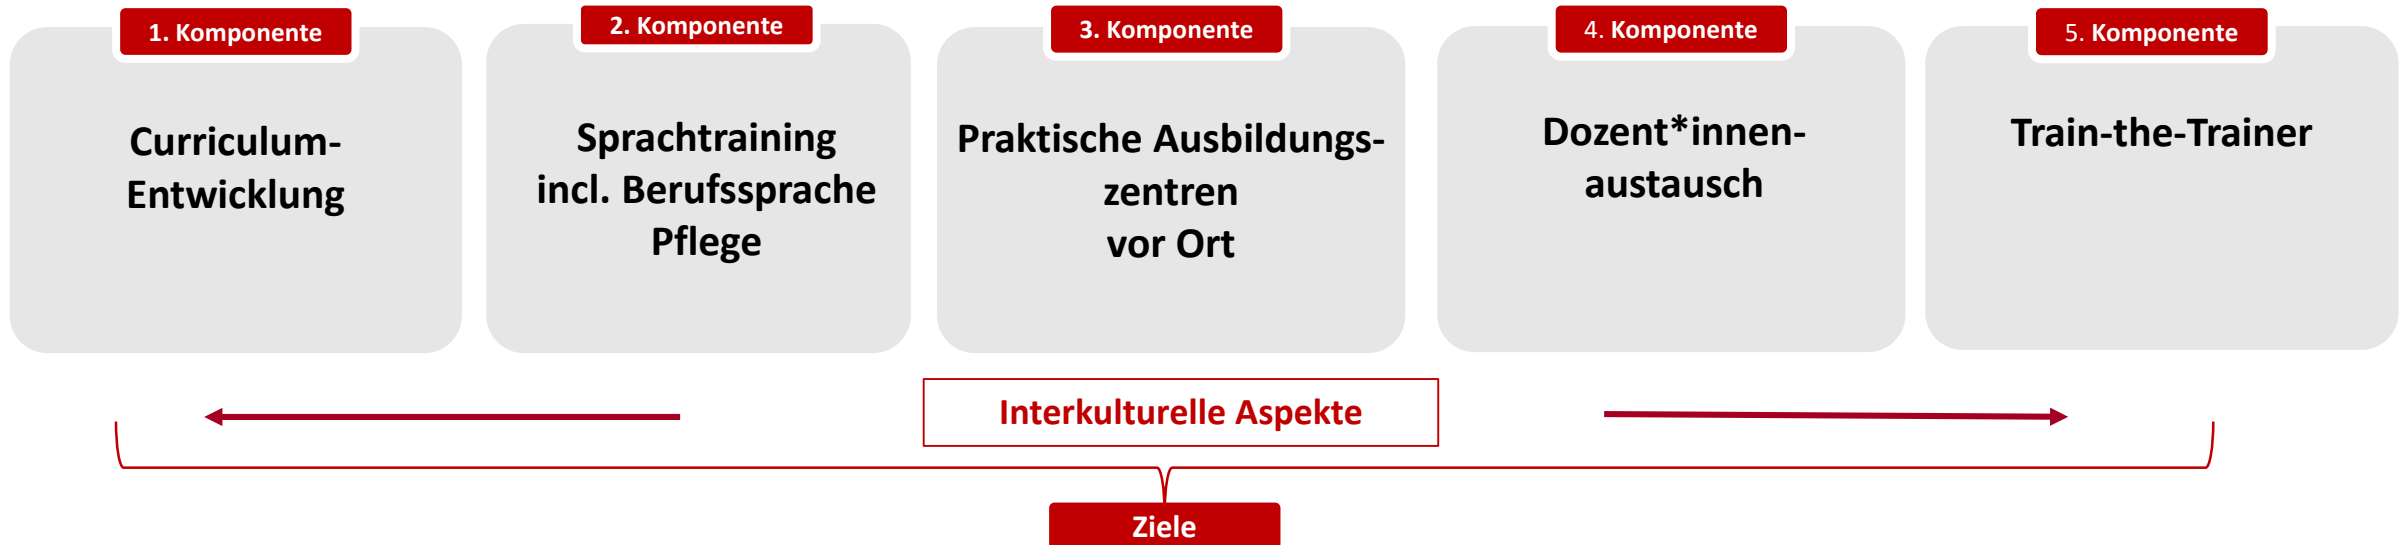 1. Komponente
Curriculum-
Entwicklung
2. Komponente
Sprachtraining
incl. Berufssprache
Pflege
3. Komponente
Praktische Ausbildungs-
zentren
vor Ort
4. Komponente
Dozent*innen-
austausch
5. Komponente
Train-the-Trainer
Interkulturelle Aspekte
Ziele